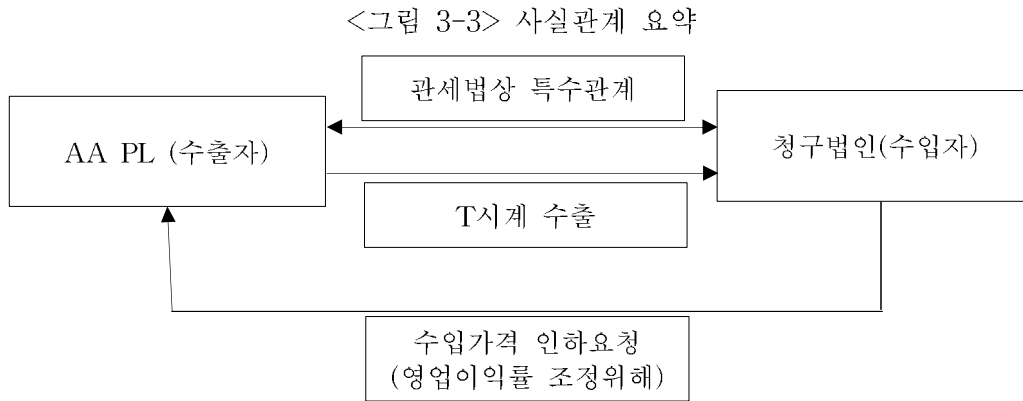 <그림 3-3> 사실관계 요약
관세법상 특수관계
AA PL (수출자)
청구법인(수입자)
T시계 수출
수입가격 인하요청
(영업이익률 조정위해)